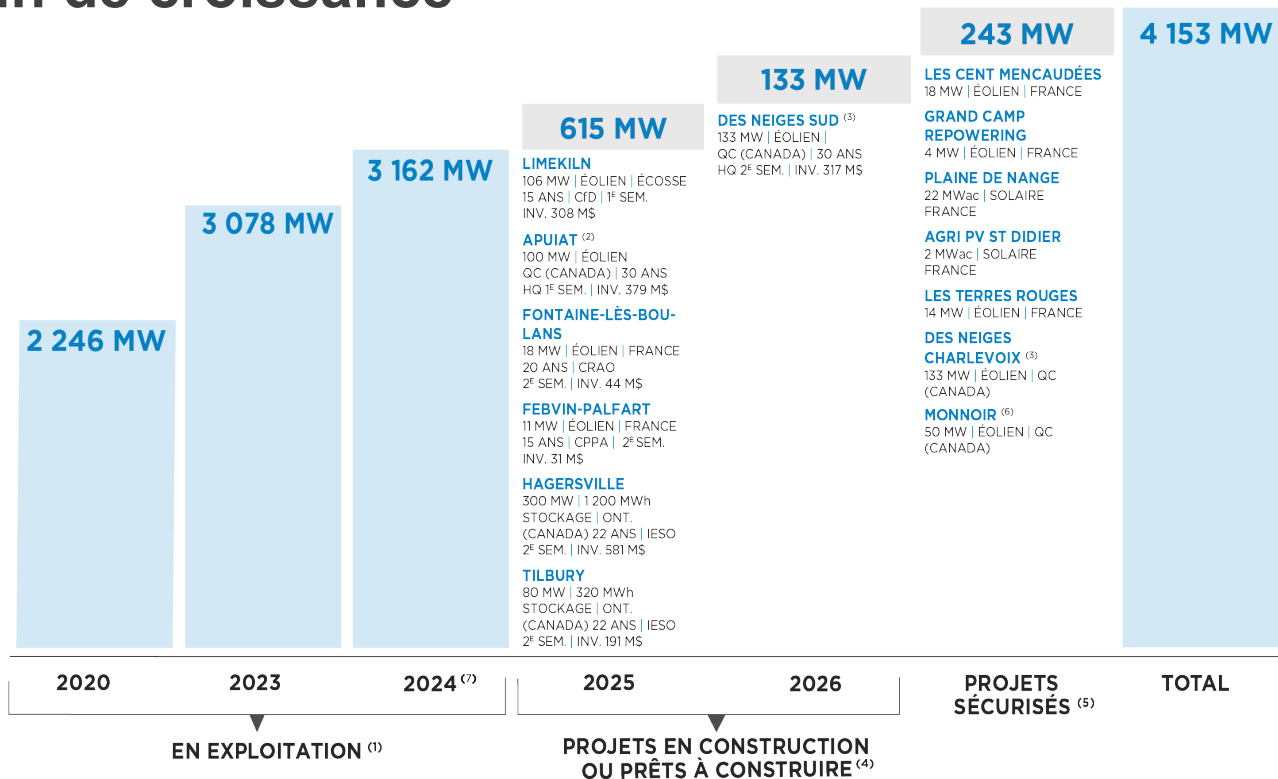 in de croissance
2 246 MW
3 078 MW
3 162 MW
615 MW
LIMEKILN
106 MW | ÉOLIEN | ÉCOSSE
15 ANS | CfD | 1ᴱ SEM.
INV. 308 M$
APUIAT (2)
100 MW | ÉOLIEN
QC (CANADA) | 30 ANS
HQ 1ᴱ SEM. | INV. 379 M$
FONTAINE-LÈS-BOU-
LANS
18 MW | ÉOLIEN | FRANCE
20 ANS | CRAO
2ᴱ SEM. | INV. 44 M$
FEBVIN-PALFART
11 MW | ÉOLIEN | FRANCE
15 ANS | CPPA | 2ᴱ SEM.
INV. 31 M$
HAGERSVILLE
300 MW | 1 200 MWh
STOCKAGE | ONT.
(CANADA) 22 ANS | IESO
2ᴱ SEM. | INV. 581 M$
TILBURY
80 MW | 320 MWh
STOCKAGE | ONT.
(CANADA) 22 ANS | IESO
2ᴱ SEM. | INV. 191 M$
133 MW
DES NEIGES SUD (3)
133 MW | ÉOLIEN |
QC (CANADA) | 30 ANS
HQ 2ᴱ SEM. | INV. 317 M$
243 MW
LES CENT MENCAUDÉES
18 MW | ÉOLIEN | FRANCE
GRAND CAMP
REPOWERING
4 MW | ÉOLIEN | FRANCE
PLAINE DE NANGE
22 MWac | SOLAIRE
FRANCE
AGRI PV ST DIDIER
2 MWac | SOLAIRE
FRANCE
LES TERRES ROUGES
14 MW | ÉOLIEN | FRANCE
DES NEIGES
CHARLEVOIX (3)
133 MW | ÉOLIEN | QC
(CANADA)
MONNOIR (6)
50 MW | ÉOLIEN | QC
(CANADA)
4 153 MW
2020
2023
2024 (7)
2025
2026
PROJETS
SÉCURISÉS (5)
TOTAL
EN EXPLOITATION (1)
PROJETS EN CONSTRUCTION
OU PRÊTS À CONSTRUIRE (4)